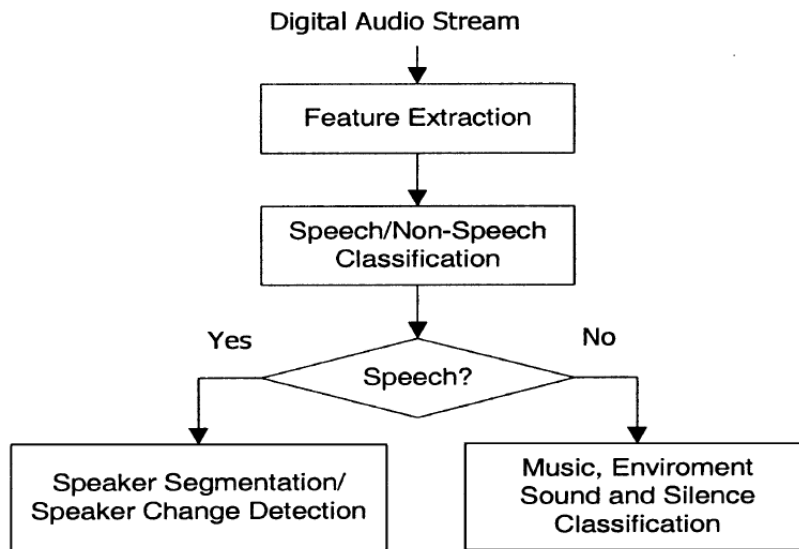 Digital Audio Stream
Feature Extraction
Speech/Non-Speech
Classification
Yes
No
Speech?
Speaker Segmentation/
Speaker Change Detection
Music, Enviroment
Sound and Silence
Classification